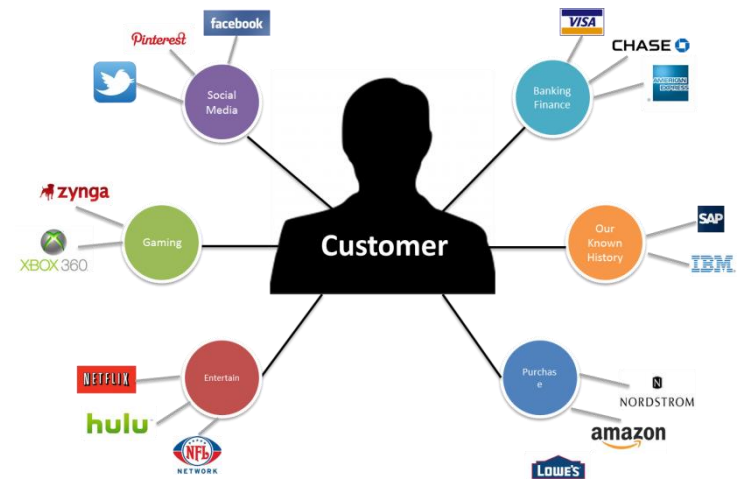 facebook
Pinterest
Social
Media
VISA
CHASE
AMERICAN
EXPRESS
Banking
Finance
zynga
XBOX 360
Gaming
Customer
Our
Known
History
SAP
IBM
NETFLIX
hulu
NFL
NETWORK
Entertain
Purchas
e
N
NORDSTROM
amazon
LOWE'S